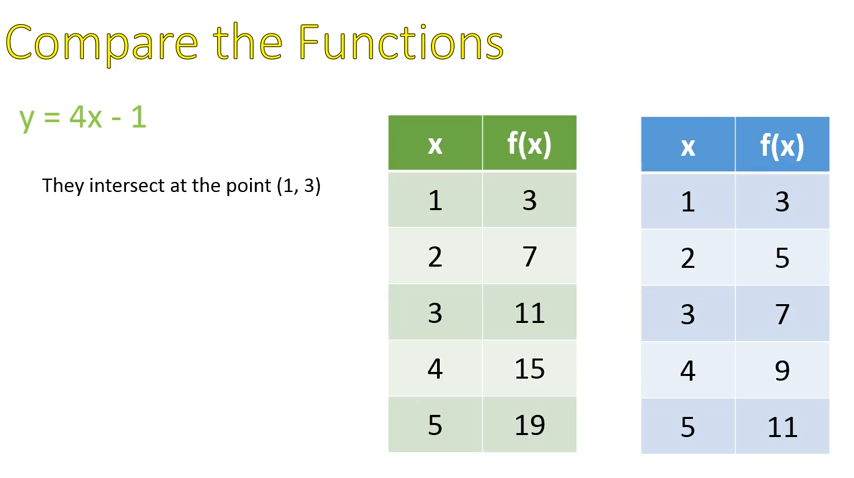 Compare the Functions
y = 4x - 1
They intersect at the point (1, 3)
x f(x)
1 3
2 7
3 11
4 15
5 19
x f(x)
1 3
2 5
3 7
4 9
5 11